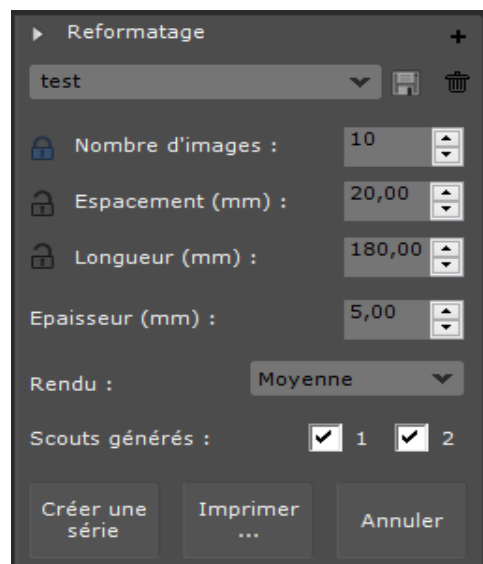 Reformatage
test
Nombre d'images : 10
Espacement (mm) : 20,00
Longueur (mm) : 180,00
Epaisseur (mm) : 5,00
Rendu : Moyenne
Scouts générés : 1 2
Créer une
série
Imprimer
...
Annuler